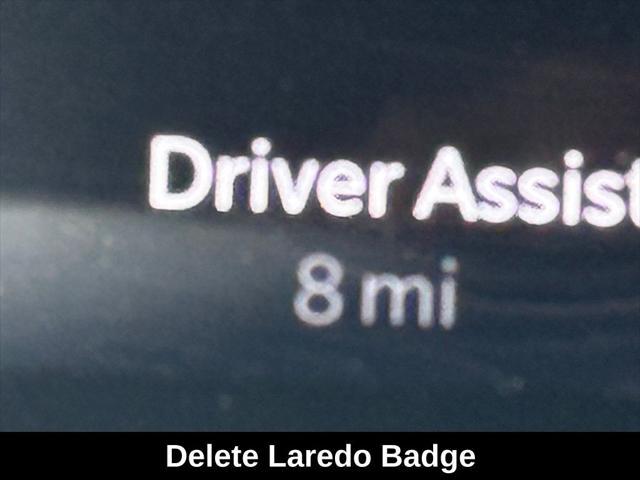 Driver Assist
8 mi
Delete Laredo Badge